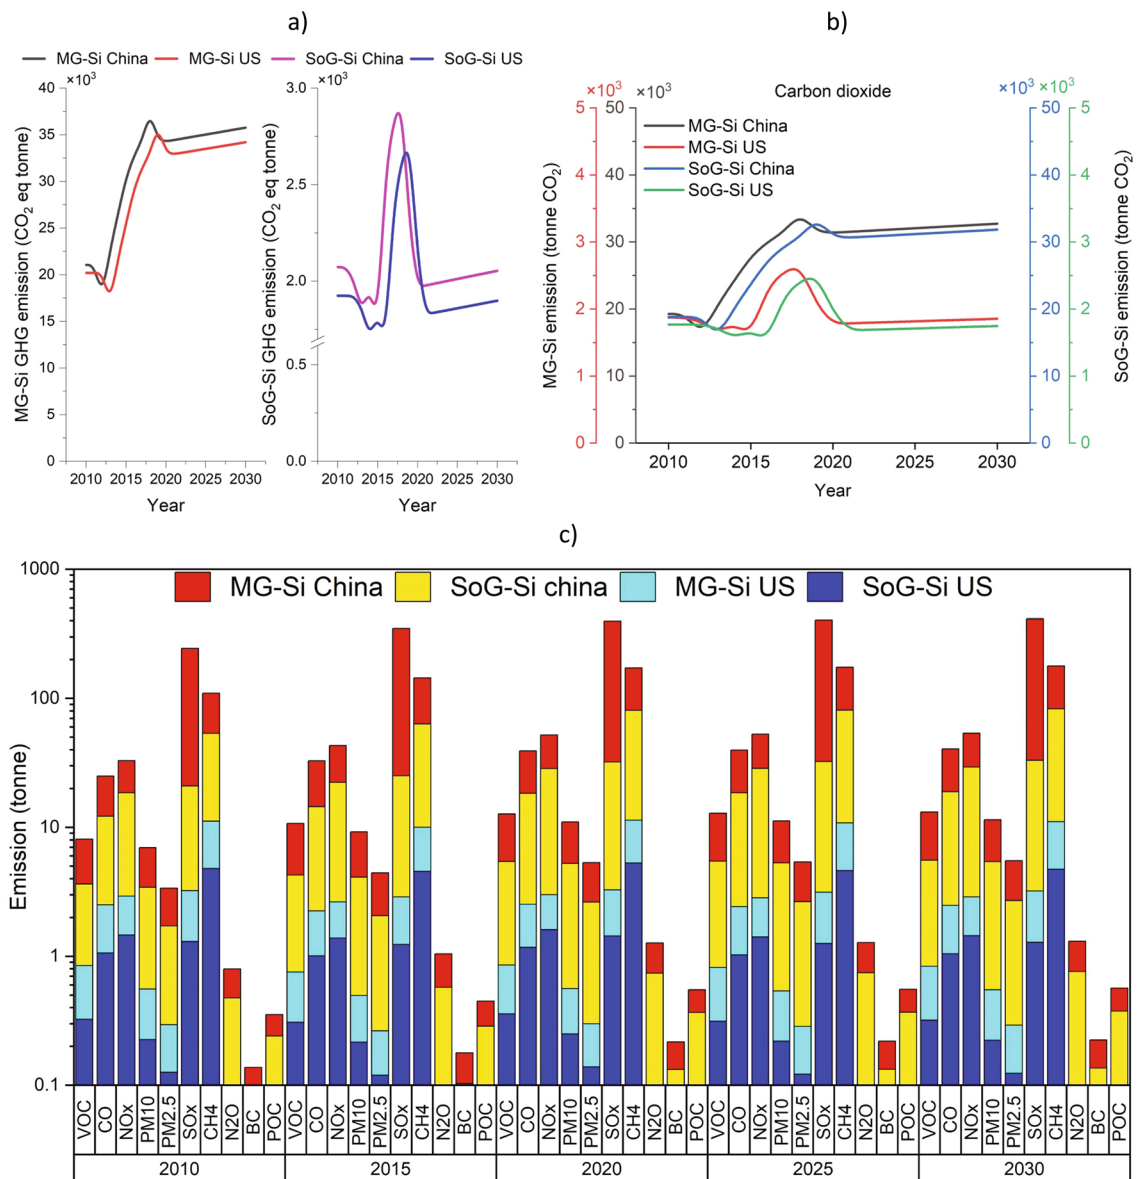 a)
MG-Si China MG-Si US SoG-Si China SoG-Si US
×10³
40
35
30
25
20
15
10
5
0
MG-Si GHG emission (CO₂ eq tonne)
2010 2015 2020 2025 2030
Year
3.0
2.5
2.0
0.5
0.0
SoG-Si GHG emission (CO₂ eq tonne)
2010 2015 2020 2025 2030
Year
b)
Carbon dioxide
×10³ ×10³ ×10³ ×10³
MG-Si China
MG-Si US
SoG-Si China
SoG-Si US
MG-Si emission (tonne CO₂)
5
4
3
2
1
0
50
40
30
20
10
0
50 000
40 000
30 000
20 000
10 000
0
5
4
3
2
1
0
SoG-Si emission (tonne CO₂)
2010 2015 2020 2025 2030
Year
c)
MG-Si China SoG-Si china MG-Si US SoG-Si US
Emission (tonne)
1000
100
10
1
0.1
VOC CO NOx PM10 PM2.5 SOx CH4 N2O BC POC VOC CO NOx PM10 PM2.5 SOx CH4 N2O BC POC VOC CO NOx PM10 PM2.5 SOx CH4 N2O BC POC VOC CO NOx PM10 PM2.5 SOx CH4 N2O BC POC VOC CO NOx PM10 PM2.5 SOx CH4 N2O BC POC
2010 2015 2020 2025 2030